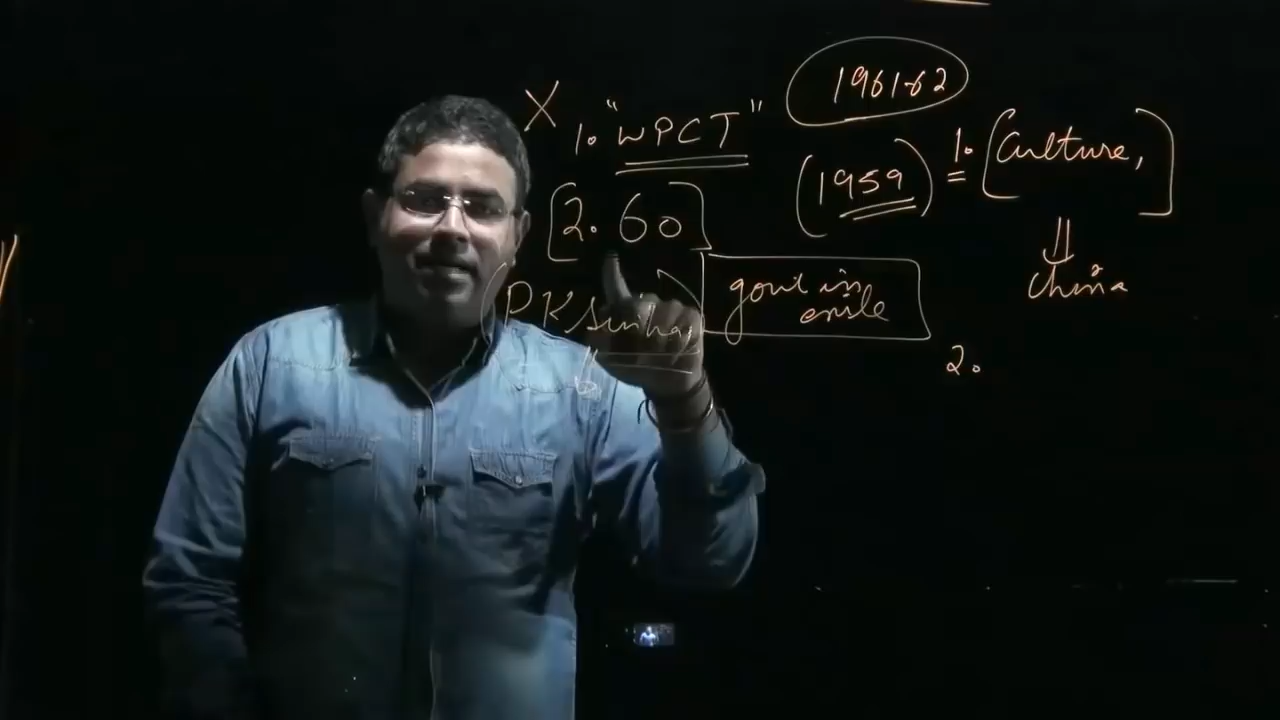 X 1. "WPCT" 1961-62
(1959) 1. [Culture,]
[2. 60] ⇓
China
(PK Sinha) govt in
exile
2.